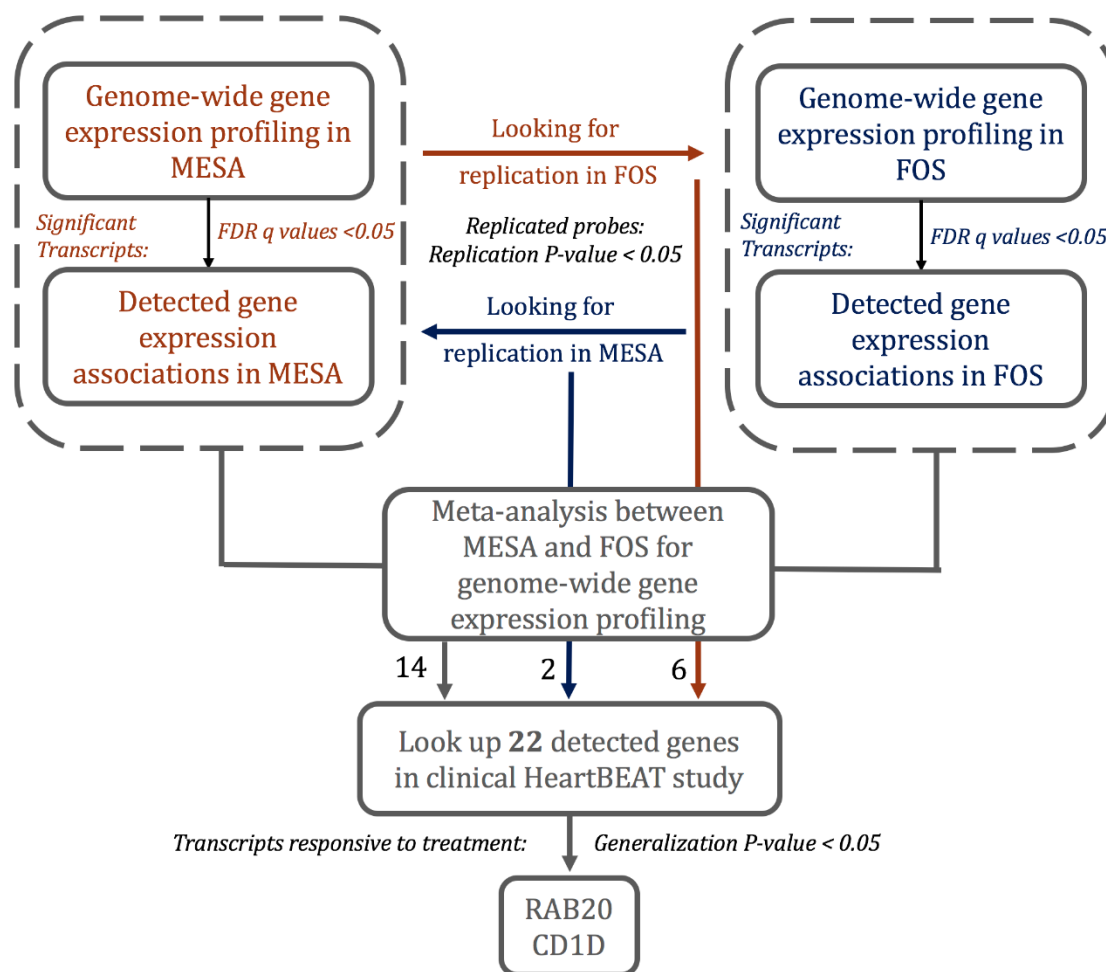 Genome-wide gene
expression profiling in
MESA
Significant
Transcripts:
FDR q values <0.05
Detected gene
expression
associations in MESA
Looking for
replication in FOS
Replicated probes:
Replication P-value < 0.05
Looking for
replication in MESA
Genome-wide gene
expression profiling in
FOS
Significant
Transcripts:
FDR q values <0.05
Detected gene
expression
associations in FOS
Meta-analysis between
MESA and FOS for
genome-wide gene
expression profiling
14
2
6
Look up 22 detected genes
in clinical HeartBEAT study
Transcripts responsive to treatment:
Generalization P-value < 0.05
RAB20
CD1D